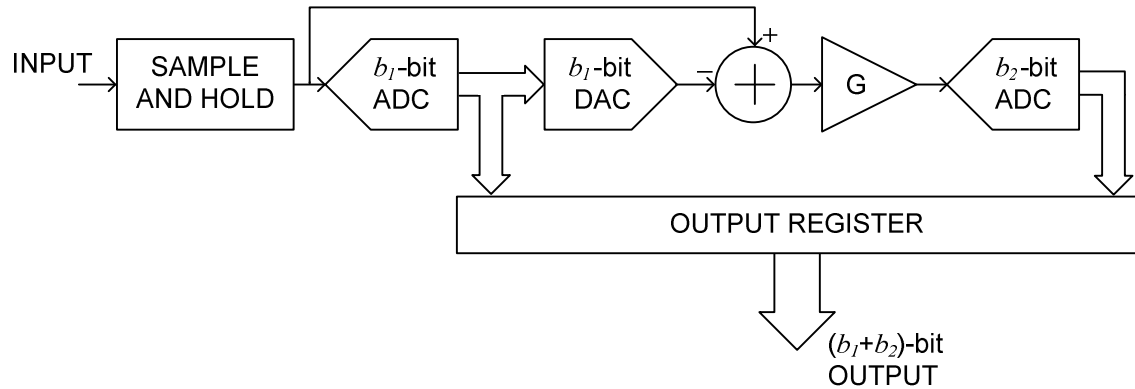 INPUT
SAMPLE
AND HOLD
b₁-bit
ADC
b₁-bit
DAC
+
−
+
G
b₂-bit
ADC
OUTPUT REGISTER
(b₁+b₂)-bit
OUTPUT